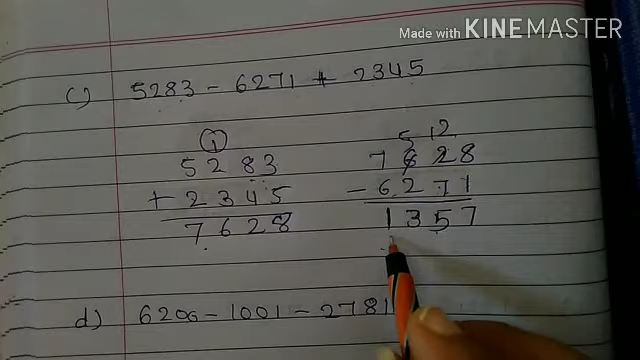 Made with KINEMASTER
c) 5283 - 6271 + 2345
1
5283
+ 2345
7628
5 12
7628
- 6271
1357
d) 6206 - 1001 - 2781